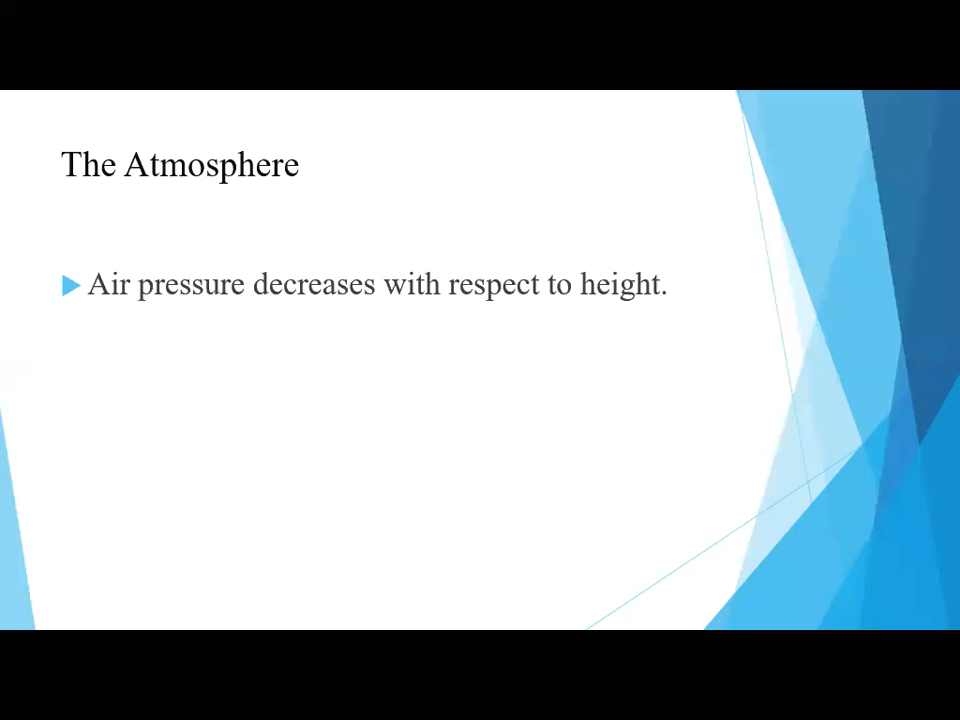 The Atmosphere
Air pressure decreases with respect to height.